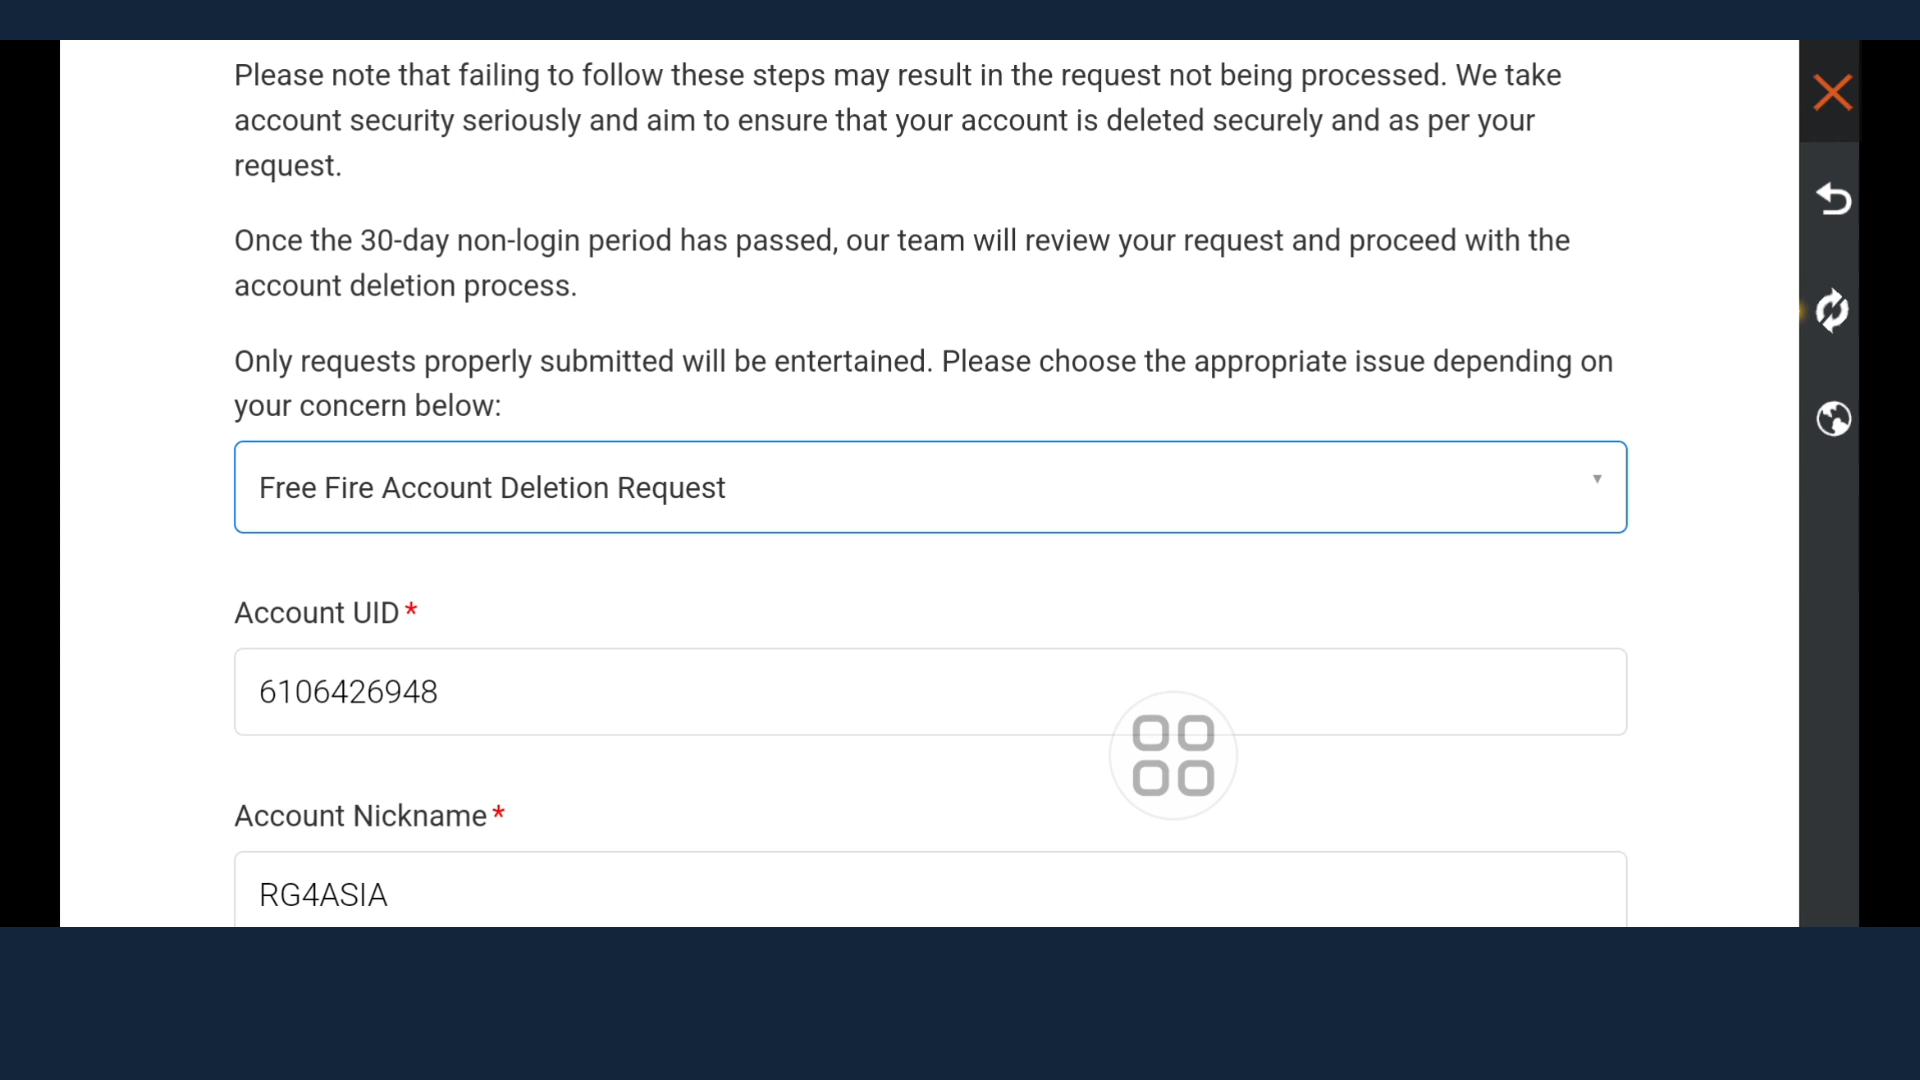 Please note that failing to follow these steps may result in the request not being processed. We take
account security seriously and aim to ensure that your account is deleted securely and as per your
request.
Once the 30-day non-login period has passed, our team will review your request and proceed with the
account deletion process.
Only requests properly submitted will be entertained. Please choose the appropriate issue depending on
your concern below:
Free Fire Account Deletion Request
Account UID*
6106426948
Account Nickname*
RG4ASIA